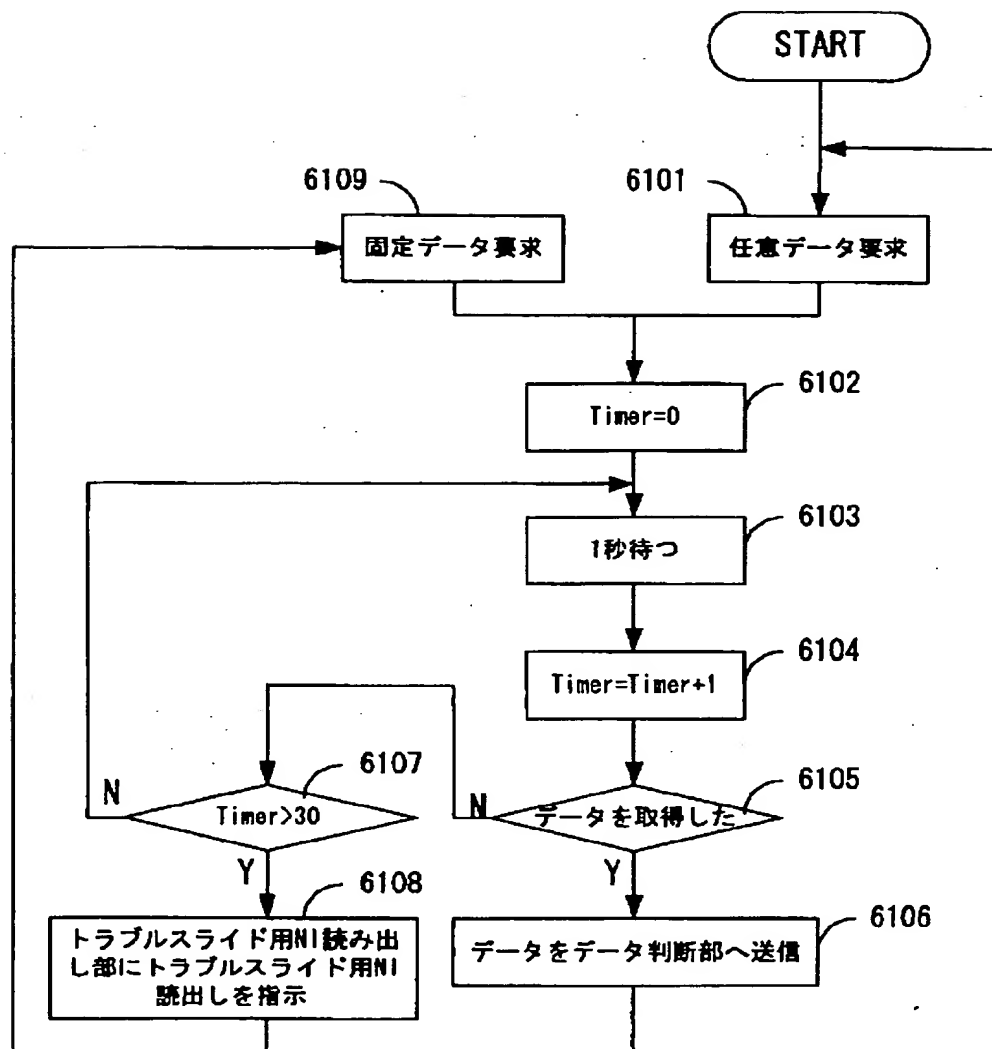 START
6109
6101
固定データ要求
任意データ要求
6102
Timer=0
6103
1秒待つ
6104
Timer=Timer+1
6107
6105
N
Timer>30
N
データを取得した
Y
6108
Y
6106
トラブルスライド用NI読み出
し部にトラブルスライド用NI
読出しを指示
データをデータ判断部へ送信